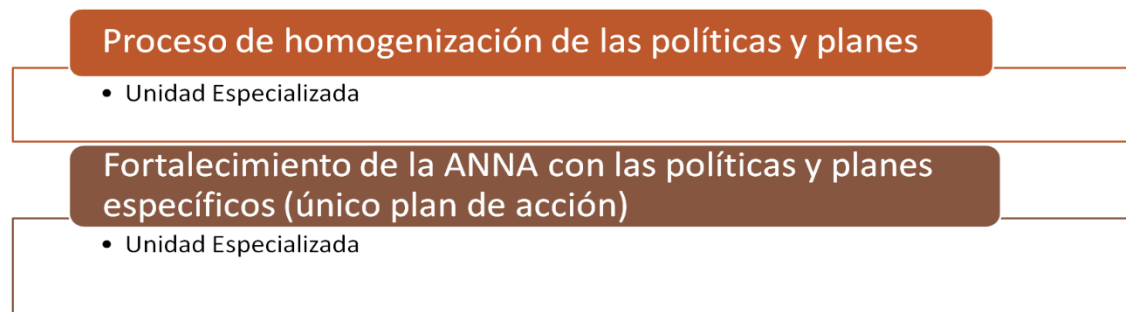 Proceso de homogenización de las políticas y planes
• Unidad Especializada
Fortalecimiento de la ANNA con las políticas y planes
específicos (único plan de acción)
• Unidad Especializada